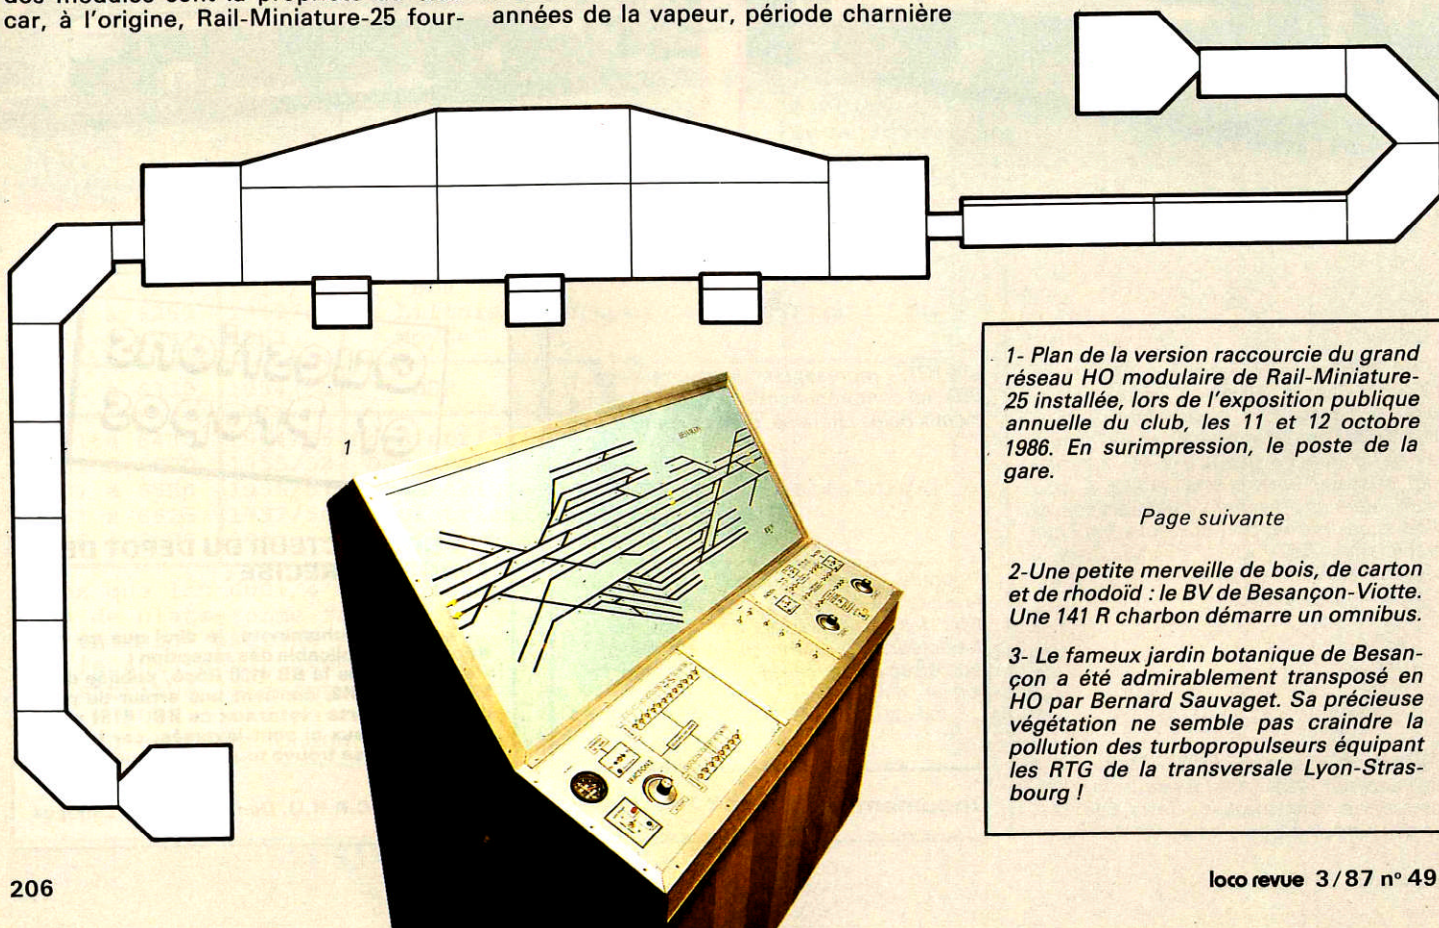 car, à l'origine, Rail-Miniature-25 four-
années de la vapeur, période charnière
1
1- Plan de la version raccourcie du grand
réseau HO modulaire de Rail-Miniature-
25 installée, lors de l'exposition publique
annuelle du club, les 11 et 12 octobre
1986. En surimpression, le poste de la
gare.
Page suivante
2-Une petite merveille de bois, de carton
et de rhodoïd : le BV de Besançon-Viotte.
Une 141 R charbon démarre un omnibus.
3- Le fameux jardin botanique de Besan-
çon a été admirablement transposé en
HO par Bernard Sauvaget. Sa précieuse
végétation ne semble pas craindre la
pollution des turbopropulseurs équipant
les RTG de la transversale Lyon-Stras-
bourg !
206
loco revue 3/87 n° 49